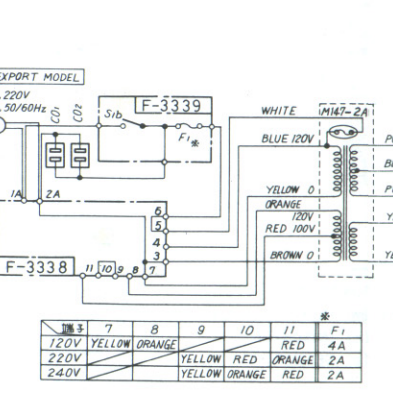 EXPORT MODEL
220V
50/60Hz
CO1
CO2
F-3339
S1b
F1
*
WHITE
M147-2A
BLUE 120V
1A
2A
YELLOW 0
ORANGE
120V
RED 100V
BROWN 0
6
5
4
3
F-3338
11 10 9 8 7
*
端子 7 8 9 10 11 F1
120V YELLOW ORANGE RED 4A
220V YELLOW RED ORANGE 2A
240V YELLOW ORANGE RED 2A